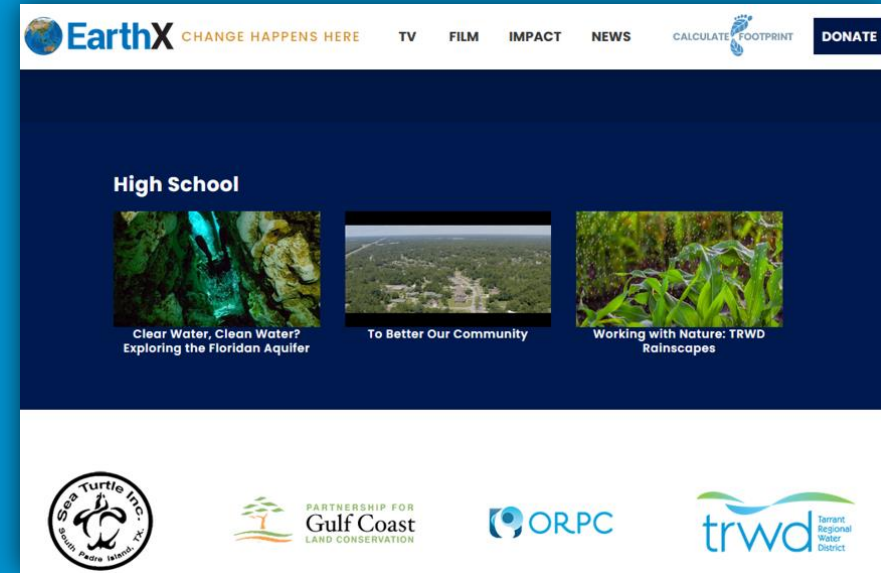 EarthX CHANGE HAPPENS HERE TV FILM IMPACT NEWS CALCULATE FOOTPRINT DONATE
High School
Clear Water, Clean Water?
Exploring the Floridan Aquifer
To Better Our Community
Working with Nature: TRWD
Rainscapes
Sea Turtle Inc.
South Padre Island, TX.
PARTNERSHIP FOR
Gulf Coast
LAND CONSERVATION
ORPC
trwd
Tarrant
Regional
Water
District